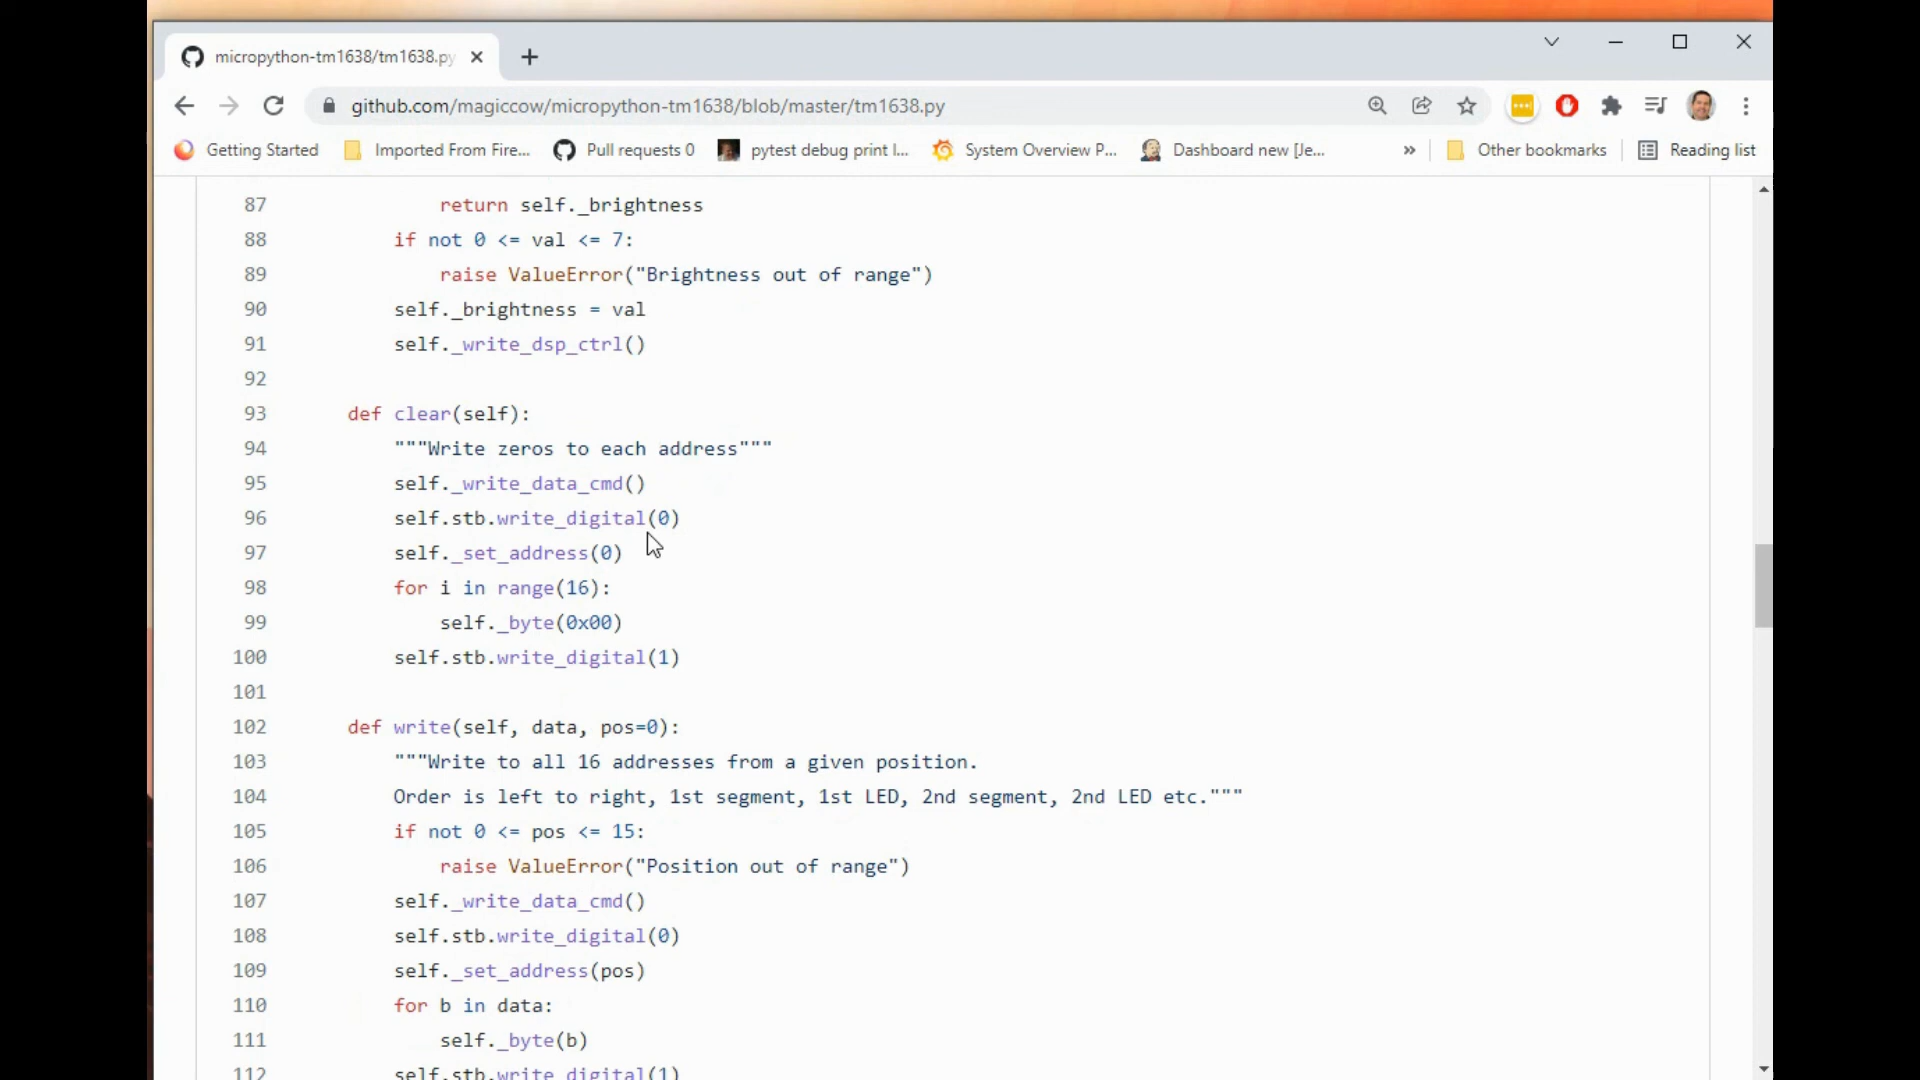 micropython-tm1638/tm1638.py
github.com/magiccow/micropython-tm1638/blob/master/tm1638.py
Getting Started Imported From Fire... Pull requests 0 pytest debug print l... System Overview P... Dashboard new [Je... » Other bookmarks Reading list
87 return self._brightness
88 if not 0 <= val <= 7:
89 raise ValueError("Brightness out of range")
90 self._brightness = val
91 self._write_dsp_ctrl()
92
93 def clear(self):
94 """Write zeros to each address"""
95 self._write_data_cmd()
96 self.stb.write_digital(0)
97 self._set_address(0)
98 for i in range(16):
99 self._byte(0x00)
100 self.stb.write_digital(1)
101
102 def write(self, data, pos=0):
103 """Write to all 16 addresses from a given position.
104 Order is left to right, 1st segment, 1st LED, 2nd segment, 2nd LED etc."""
105 if not 0 <= pos <= 15:
106 raise ValueError("Position out of range")
107 self._write_data_cmd()
108 self.stb.write_digital(0)
109 self._set_address(pos)
110 for b in data:
111 self._byte(b)
112 self.stb.write_digital(1)